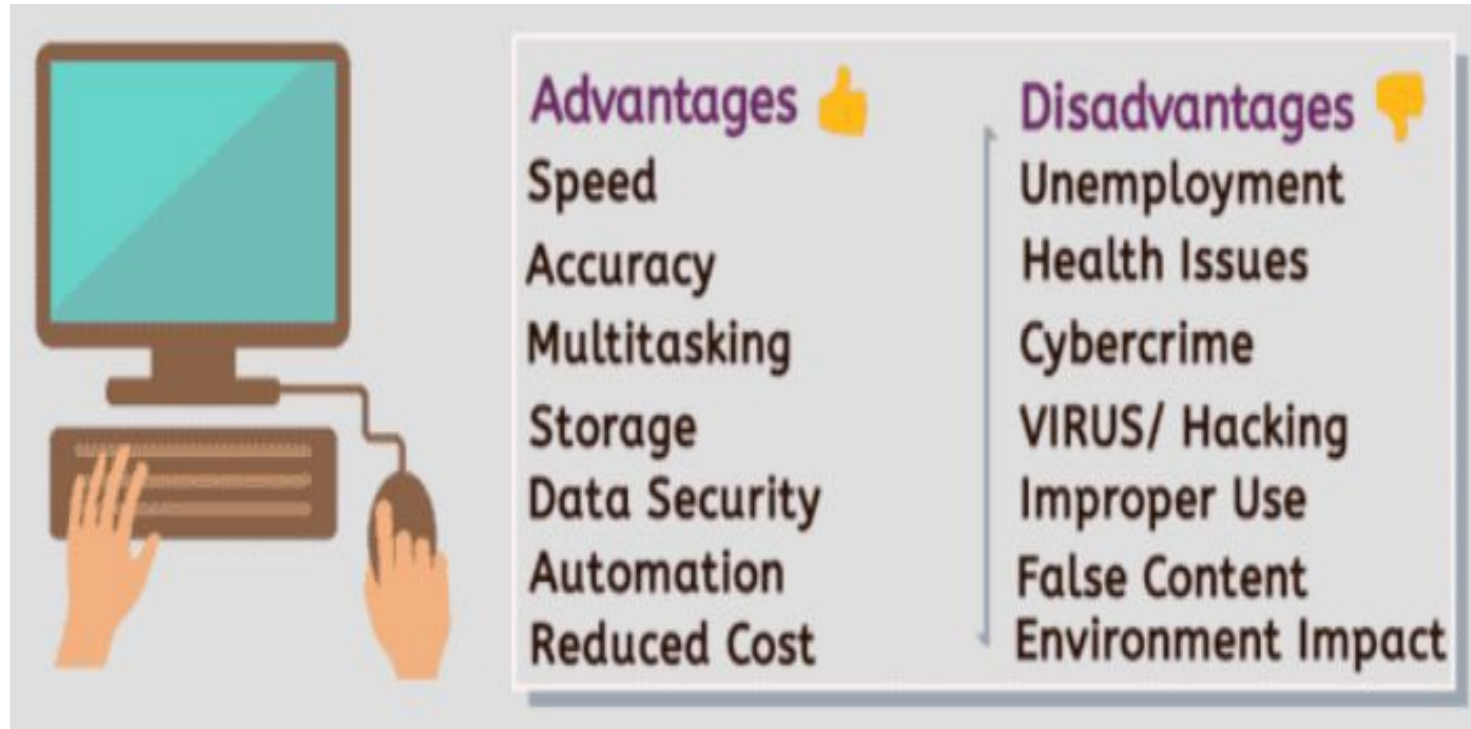 Advantages
Speed
Accuracy
Multitasking
Storage
Data Security
Automation
Reduced Cost
Disadvantages
Unemployment
Health Issues
Cybercrime
VIRUS/ Hacking
Improper Use
False Content
Environment Impact